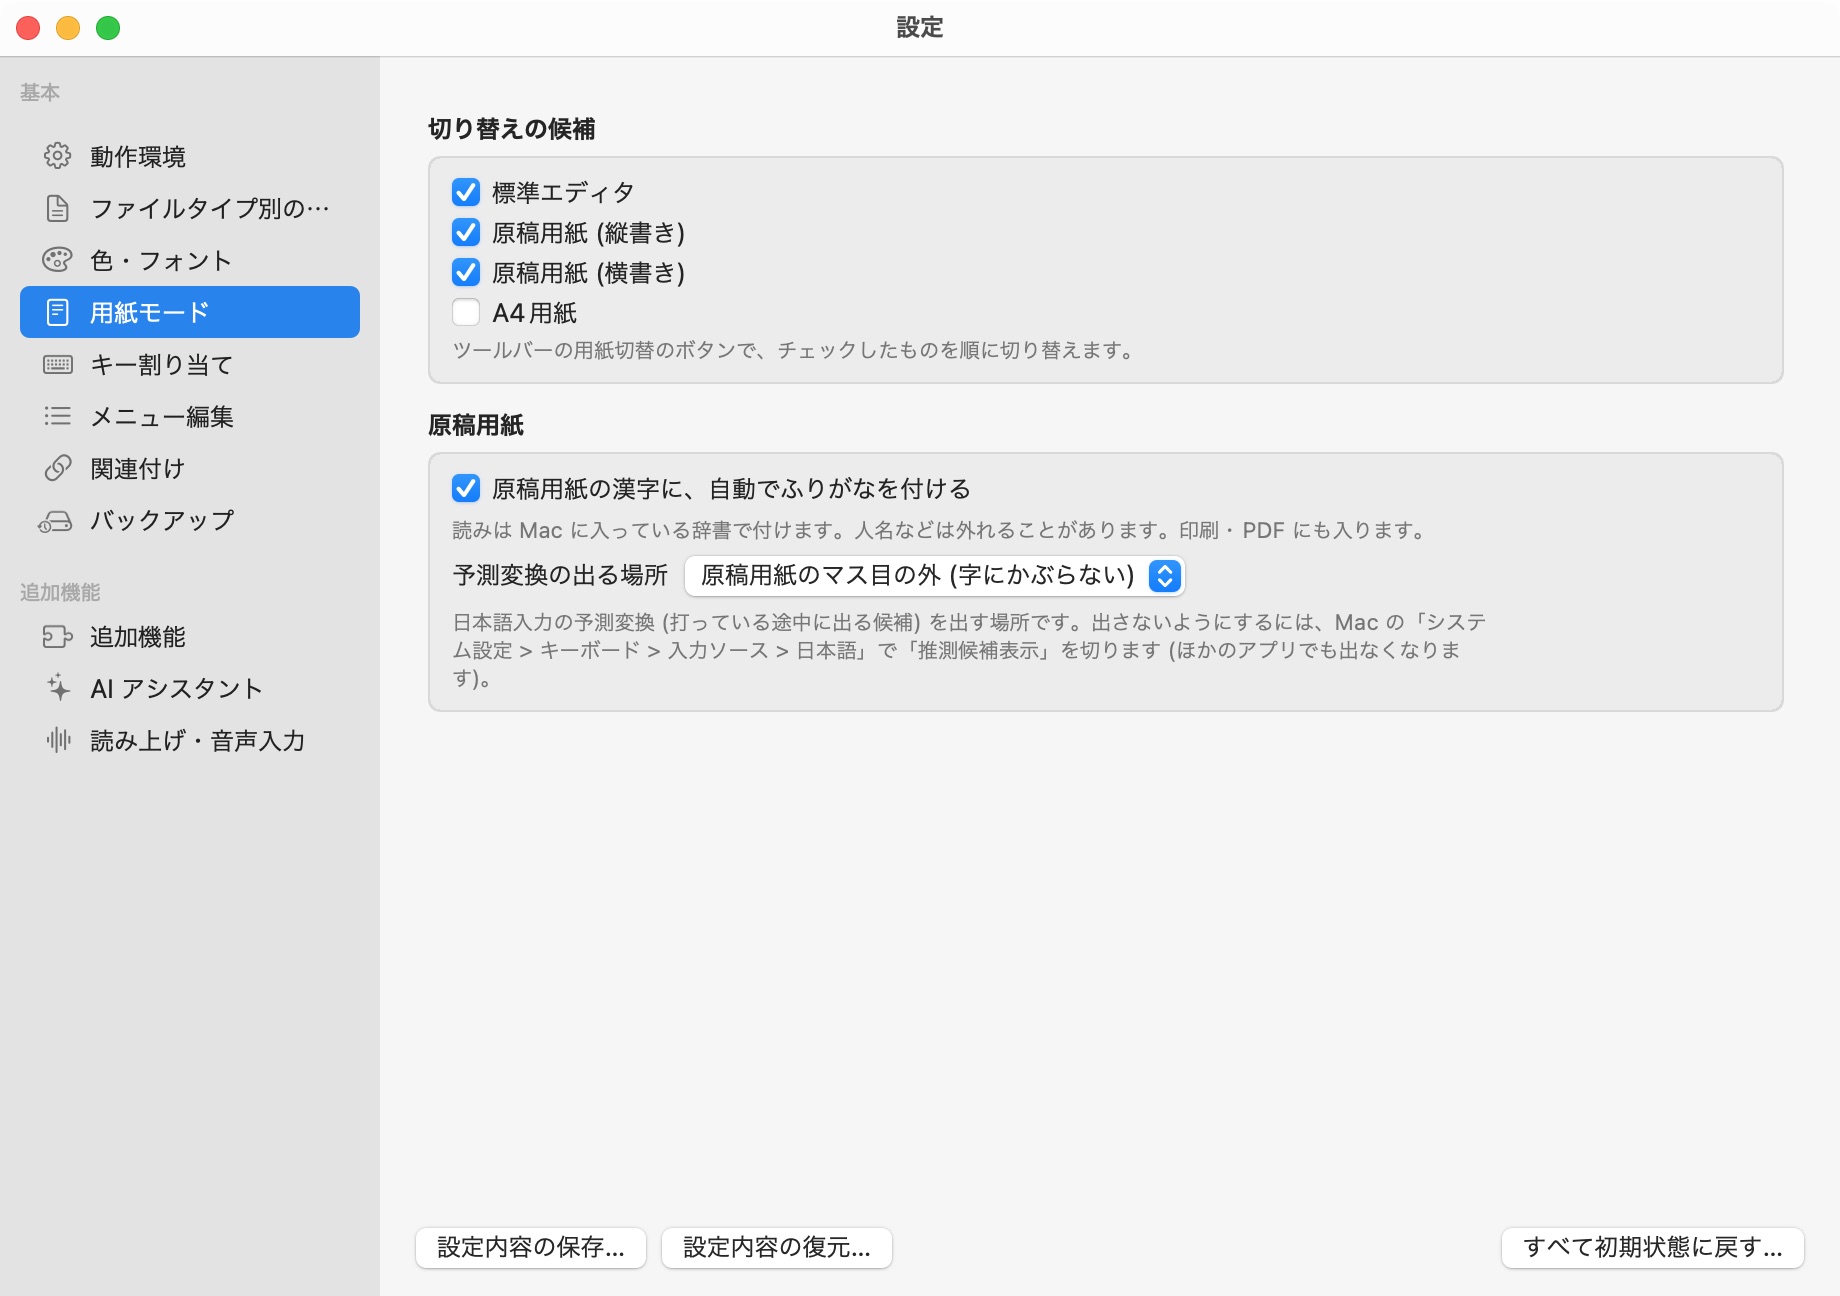 設定
基本
動作環境
ファイルタイプ別の…
色・フォント
用紙モード
キー割り当て
メニュー編集
関連付け
バックアップ
追加機能
追加機能
AI アシスタント
読み上げ・音声入力
切り替えの候補
標準エディタ
原稿用紙 (縦書き)
原稿用紙 (横書き)
A4 用紙
ツールバーの用紙切替のボタンで、チェックしたものを順に切り替えます。
原稿用紙
原稿用紙の漢字に、自動でふりがなを付ける
読みは Mac に入っている辞書で付けます。人名などは外れることがあります。印刷・PDF にも入ります。
予測変換の出る場所 原稿用紙のマス目の外 (字にかぶらない)
日本語入力の予測変換 (打っている途中に出る候補) を出す場所です。出さないようにするには、Mac の「システ
ム設定 > キーボード > 入力ソース > 日本語」で「推測候補表示」を切ります (ほかのアプリでも出なくなりま
す)。
設定内容の保存... 設定内容の復元... すべて初期状態に戻す...